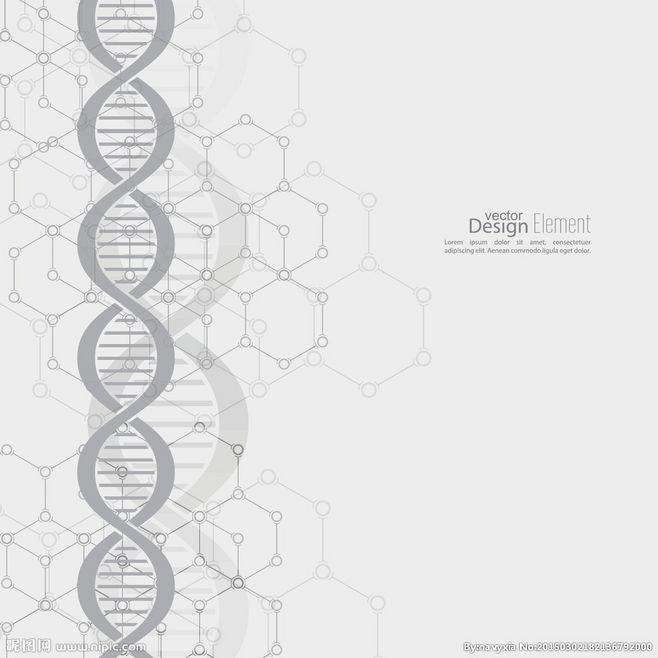 vector
Design Element
Lorem ipsum dolor sit amet, consectetuer
adipiscing elit. Aenean commodo ligula eget dolor.
昵图网 www.nipic.com
By:na vyxia No:20150302182136792000